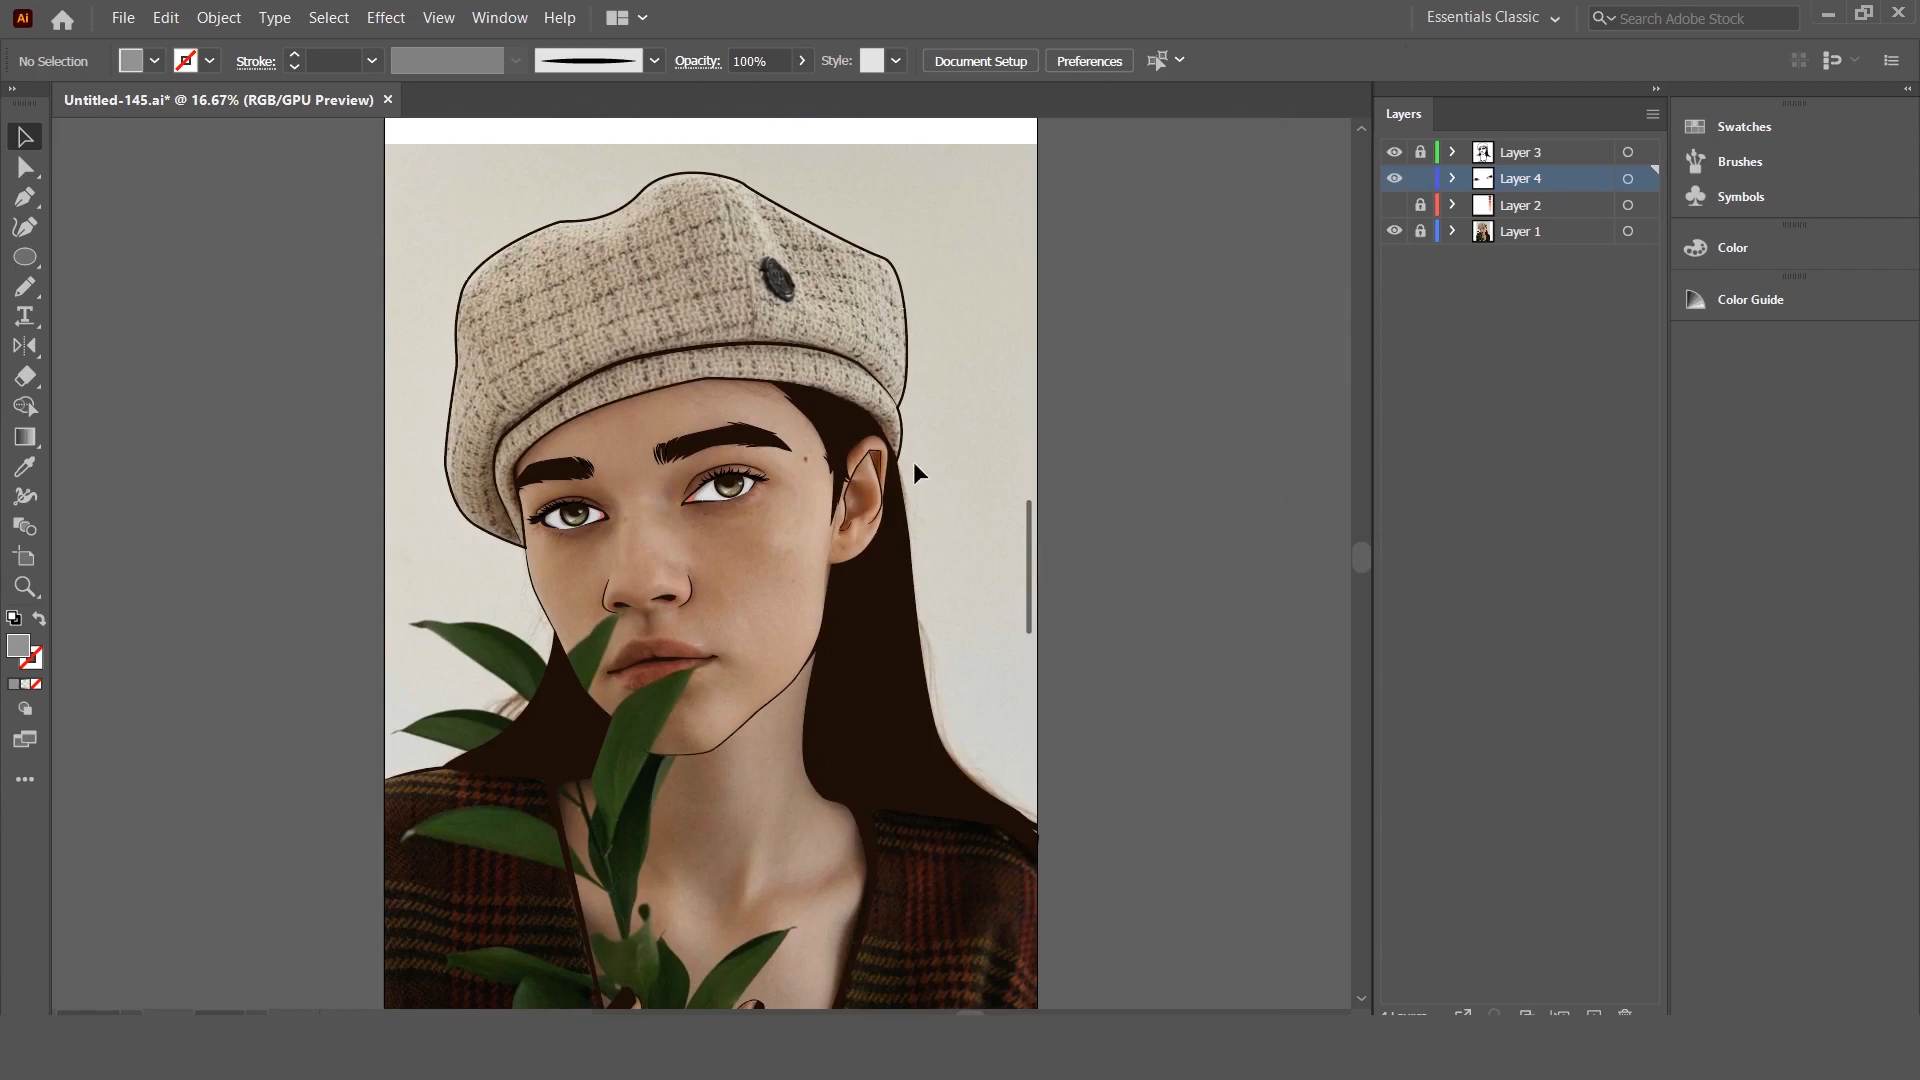 Ai File Edit Object Type Select Effect View Window Help Essentials Classic Search Adobe Stock
No Selection Stroke: Opacity: 100% Style: Document Setup Preferences
Untitled-145.ai* @ 16.67% (RGB/GPU Preview)
Layers
Layer 3
Layer 4
Layer 2
Layer 1
Swatches
Brushes
Symbols
Color
Color Guide